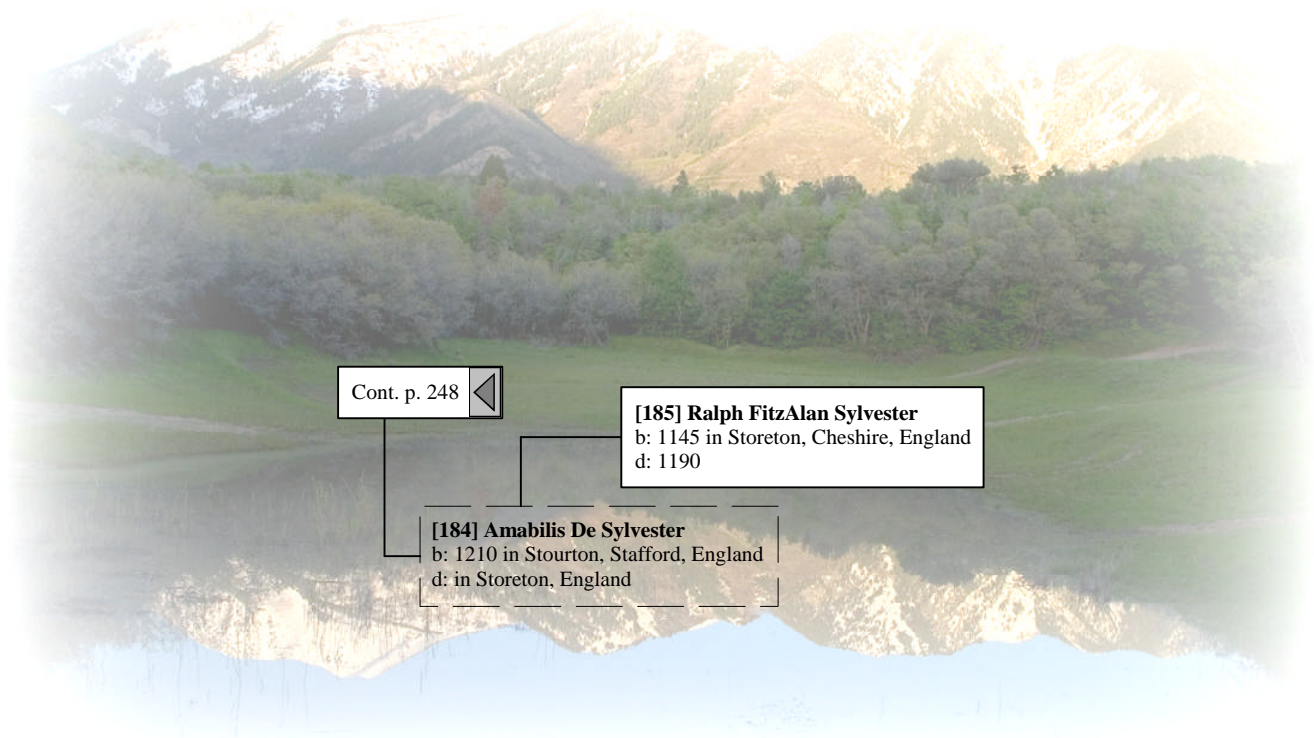 Cont. p. 248
[185] Ralph FitzAlan Sylvester
b: 1145 in Storeton, Cheshire, England
d: 1190
[184] Amabilis De Sylvester
b: 1210 in Stourton, Stafford, England
d: in Storeton, England